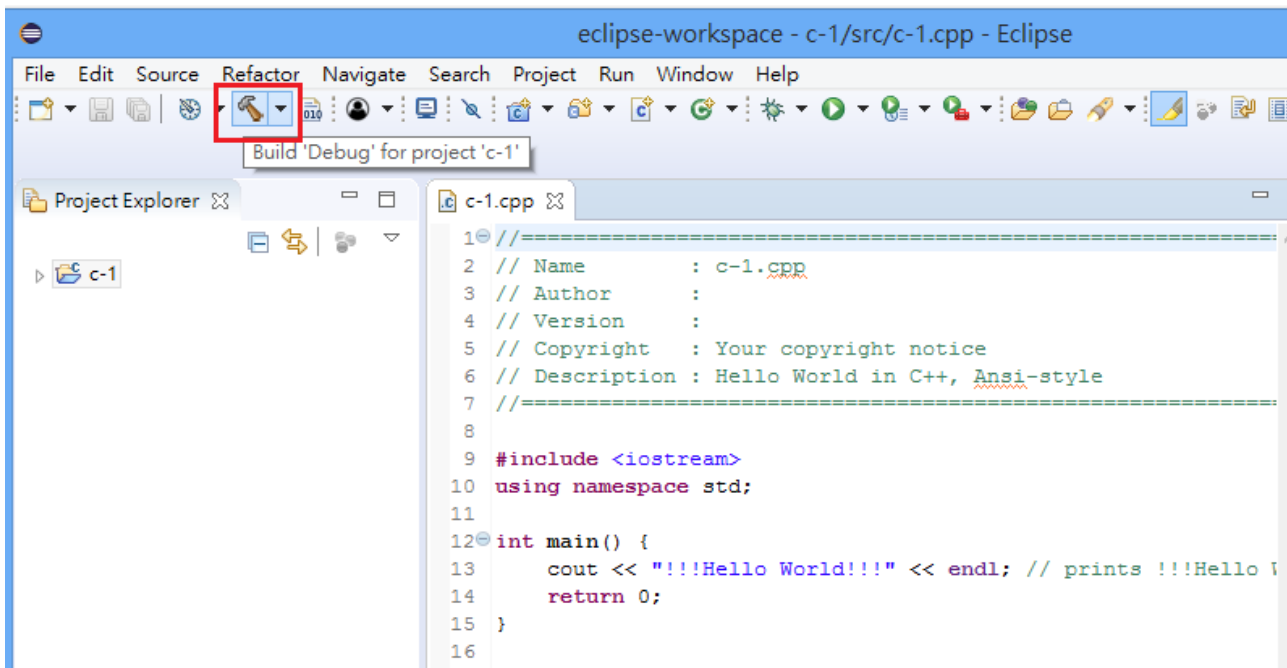 eclipse-workspace - c-1/src/c-1.cpp - Eclipse
File Edit Source Refactor Navigate Search Project Run Window Help
010
Build 'Debug' for project 'c-1'
Project Explorer
c-1
c-1.cpp
1 //==========================================================
2 // Name : c-1.cpp
3 // Author :
4 // Version :
5 // Copyright : Your copyright notice
6 // Description : Hello World in C++, Ansi-style
7 //==========================================================
8
9 #include <iostream>
10 using namespace std;
11
12 int main() {
13 cout << "!!!Hello World!!!" << endl; // prints !!!Hello
14 return 0;
15 }
16